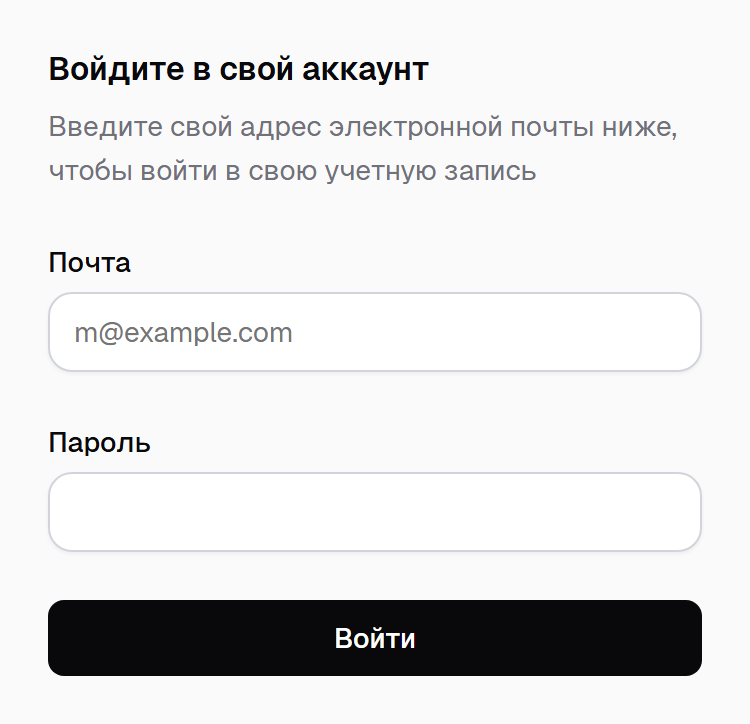 Войдите в свой аккаунт
Введите свой адрес электронной почты ниже,
чтобы войти в свою учетную запись
Почта
m@example.com
Пароль
Войти